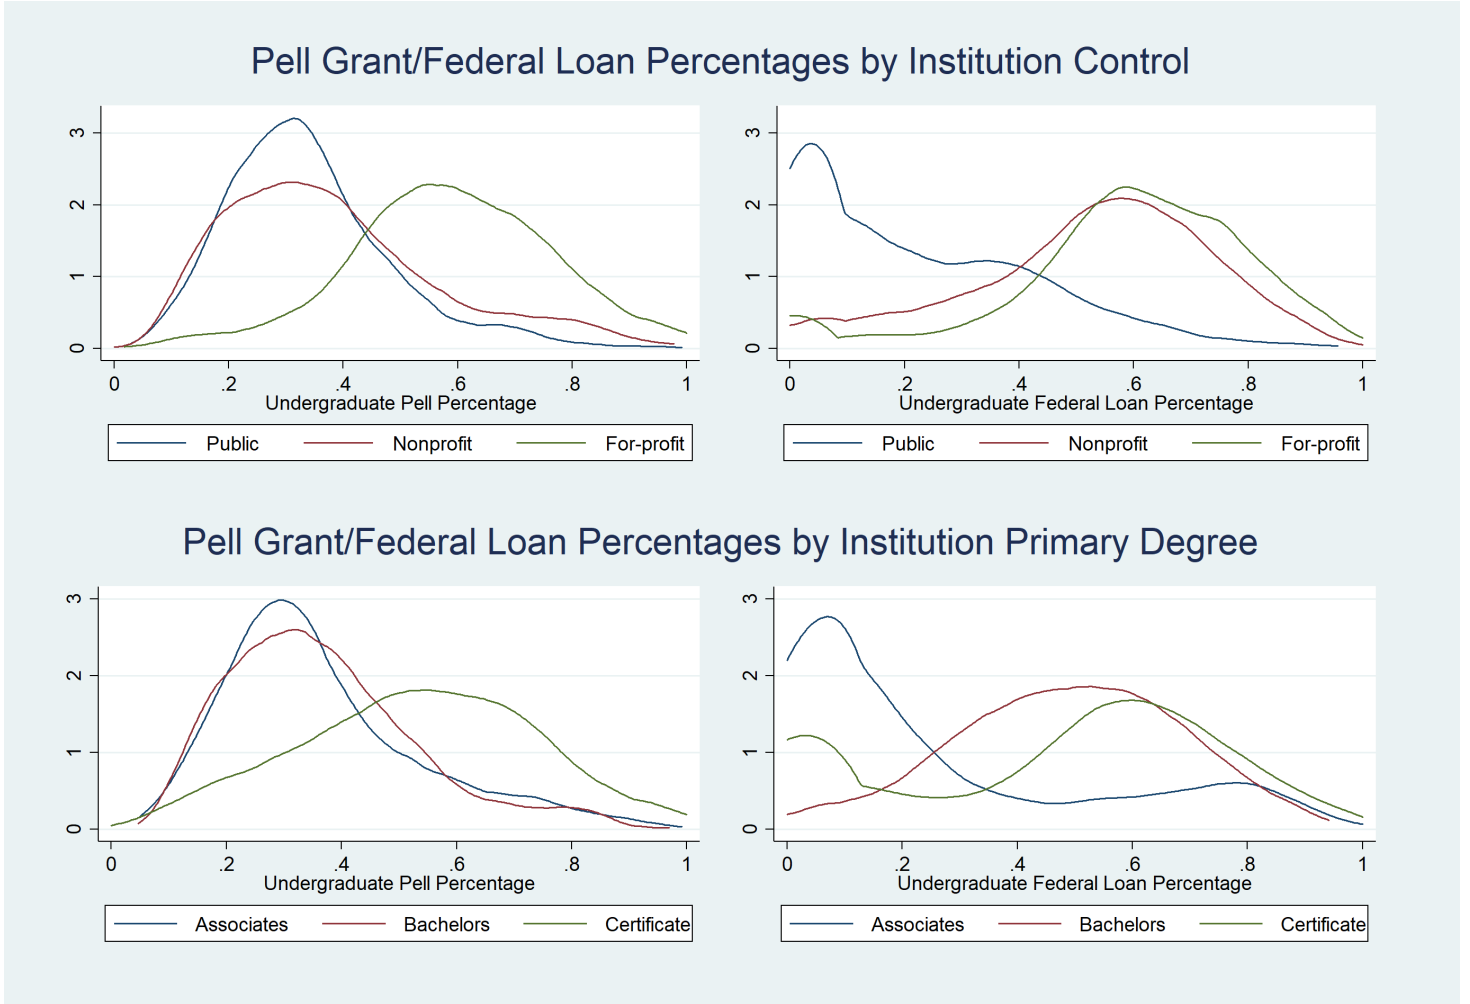 Pell Grant/Federal Loan Percentages by Institution Control
3
2
1
0
0 .2 .4 .6 .8 1
Undergraduate Pell Percentage
Public Nonprofit For-profit
3
2
1
0
0 .2 .4 .6 .8 1
Undergraduate Federal Loan Percentage
Public Nonprofit For-profit
Pell Grant/Federal Loan Percentages by Institution Primary Degree
3
2
1
0
0 .2 .4 .6 .8 1
Undergraduate Pell Percentage
Associates Bachelors Certificate
3
2
1
0
0 .2 .4 .6 .8 1
Undergraduate Federal Loan Percentage
Associates Bachelors Certificate